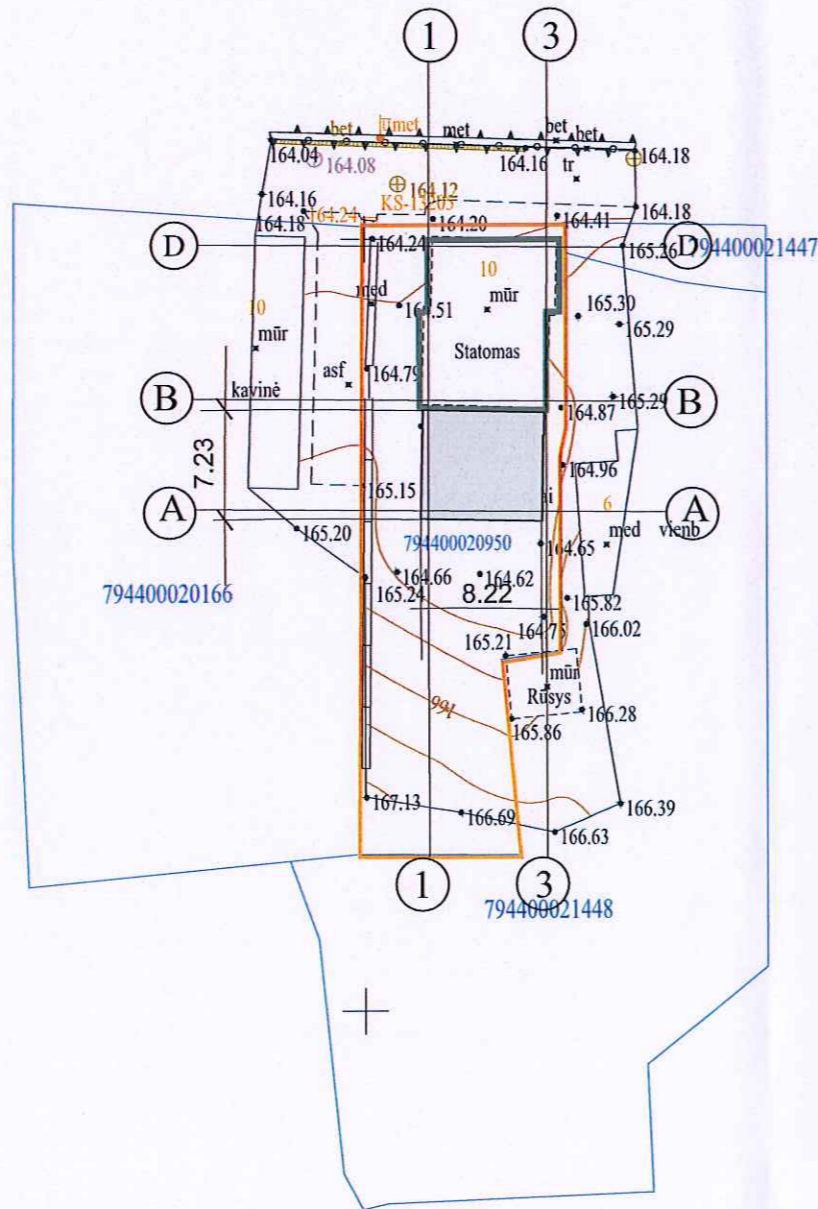 1 3
bet ūmet met bet bet
164.04 164.08 164.16 tr 164.18
164.16 164.12
KS-13205
164.18 164.24 164.20 164.41 164.18
D 164.24 165.26 D 794400021447
10 med 10 mūr 165.30
mūr 165.29
Statomas
asf 164.79
kavinė
B 164.87 165.29 B
7.23
164.96
165.15
A 6 A
165.20 794400020950 164.65 med vienb
794400020166 165.24 164.66 164.62
8.22 165.82
164.75 166.02
165.21 mūr
Rūsys
166 165.86 166.28
167.13 166.69 166.39
166.63
1 3
794400021448